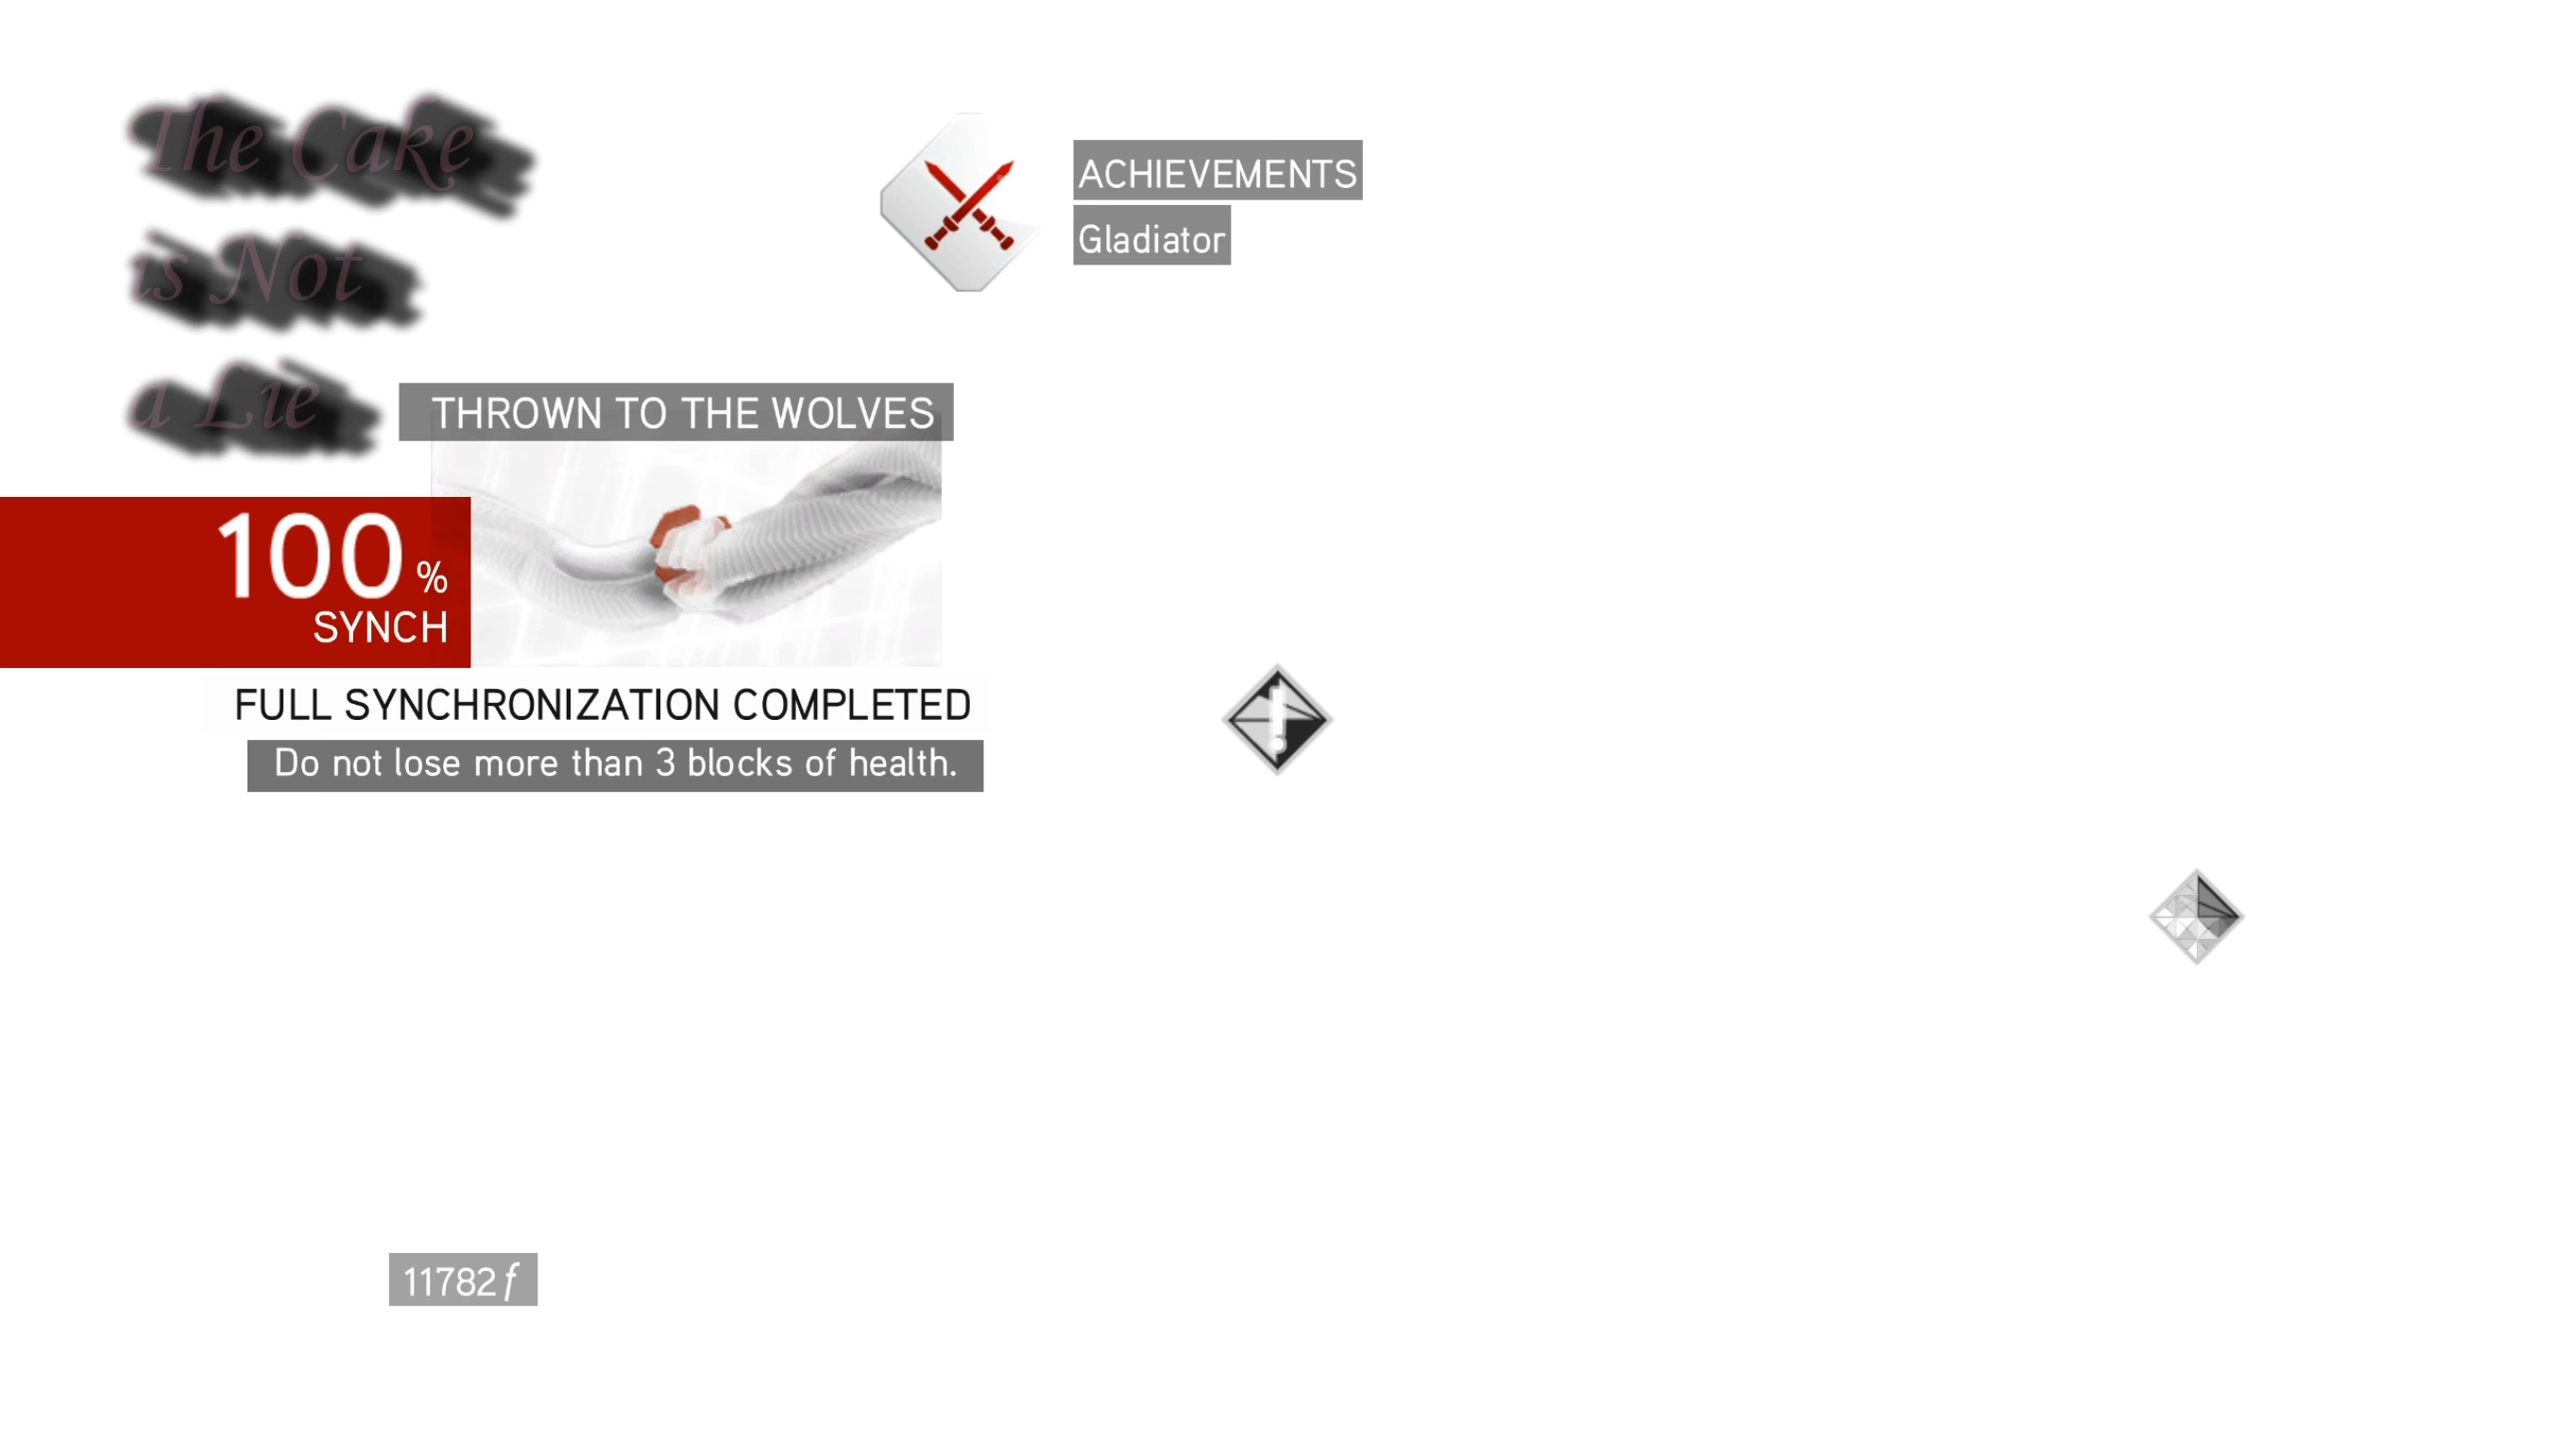 The Cake
is Not
a Lie
ACHIEVEMENTS
Gladiator
THROWN TO THE WOLVES
100 %
SYNCH
FULL SYNCHRONIZATION COMPLETED
Do not lose more than 3 blocks of health.
11782 ƒ